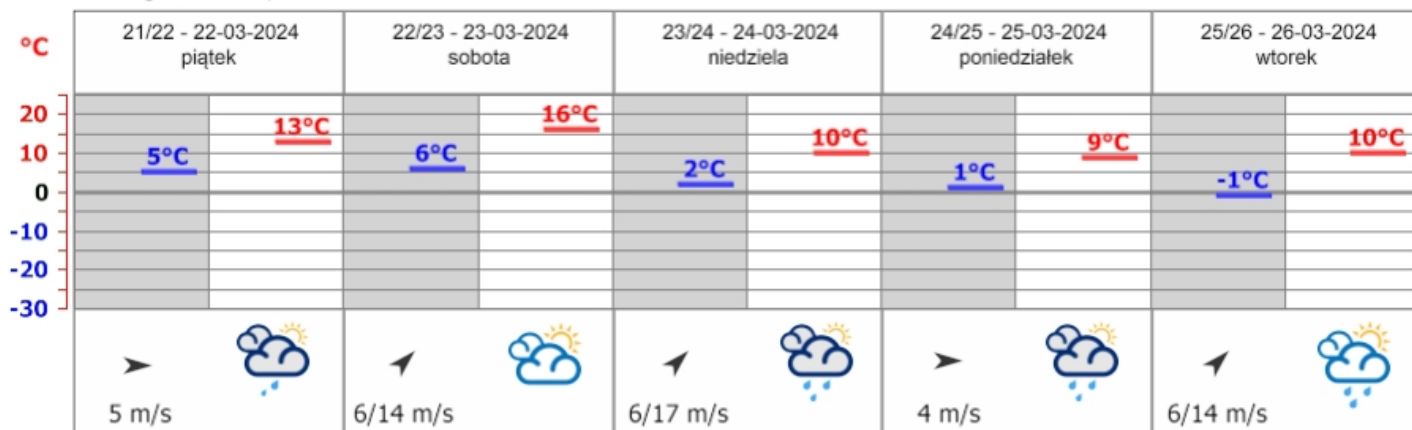 °C
21/22 - 22-03-2024
piątek
22/23 - 23-03-2024
sobota
23/24 - 24-03-2024
niedziela
24/25 - 25-03-2024
poniedziałek
25/26 - 26-03-2024
wtorek
20
10
0
-10
-20
-30
5°C
13°C
6°C
16°C
2°C
10°C
1°C
9°C
-1°C
10°C
5 m/s
6/14 m/s
6/17 m/s
4 m/s
6/14 m/s